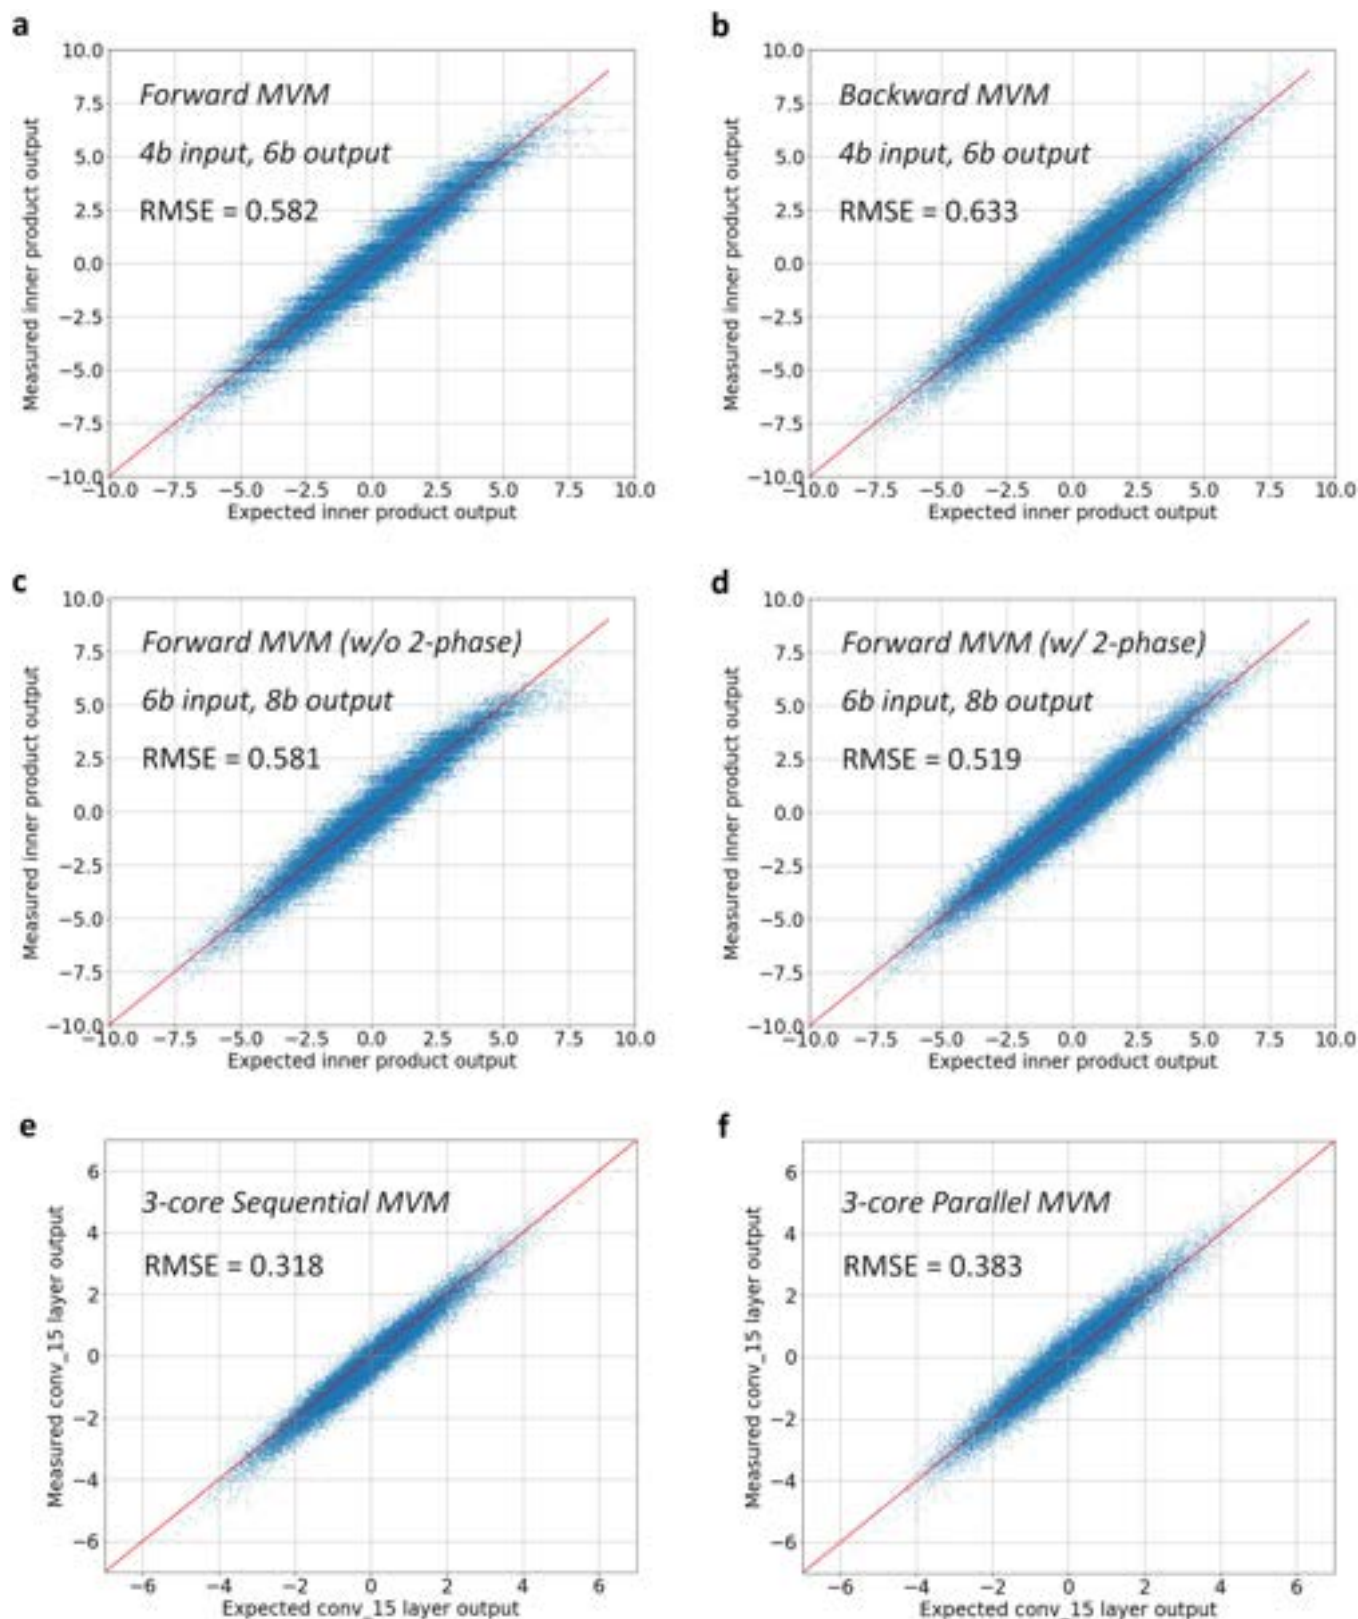 a
10.0
7.5
5.0
2.5
0.0
−2.5
−5.0
−7.5
−10.0
Measured inner product output
Forward MVM
4b input, 6b output
RMSE = 0.582
−10.0 −7.5 −5.0 −2.5 0.0 2.5 5.0 7.5 10.0
Expected inner product output
b
10.0
7.5
5.0
2.5
0.0
−2.5
−5.0
−7.5
−10.0
Measured inner product output
Backward MVM
4b input, 6b output
RMSE = 0.633
−10.0 −7.5 −5.0 −2.5 0.0 2.5 5.0 7.5 10.0
Expected inner product output
c
10.0
7.5
5.0
2.5
0.0
−2.5
−5.0
−7.5
−10.0
Measured inner product output
Forward MVM (w/o 2-phase)
6b input, 8b output
RMSE = 0.581
−10.0 −7.5 −5.0 −2.5 0.0 2.5 5.0 7.5 10.0
Expected inner product output
d
10.0
7.5
5.0
2.5
0.0
−2.5
−5.0
−7.5
−10.0
Measured inner product output
Forward MVM (w/ 2-phase)
6b input, 8b output
RMSE = 0.519
−10.0 −7.5 −5.0 −2.5 0.0 2.5 5.0 7.5 10.0
Expected inner product output
e
6
4
2
0
−2
−4
−6
Measured conv_15 layer output
3-core Sequential MVM
RMSE = 0.318
−6 −4 −2 0 2 4 6
Expected conv_15 layer output
f
6
4
2
0
−2
−4
−6
Measured conv_15 layer output
3-core Parallel MVM
RMSE = 0.383
−6 −4 −2 0 2 4 6
Expected conv_15 layer output